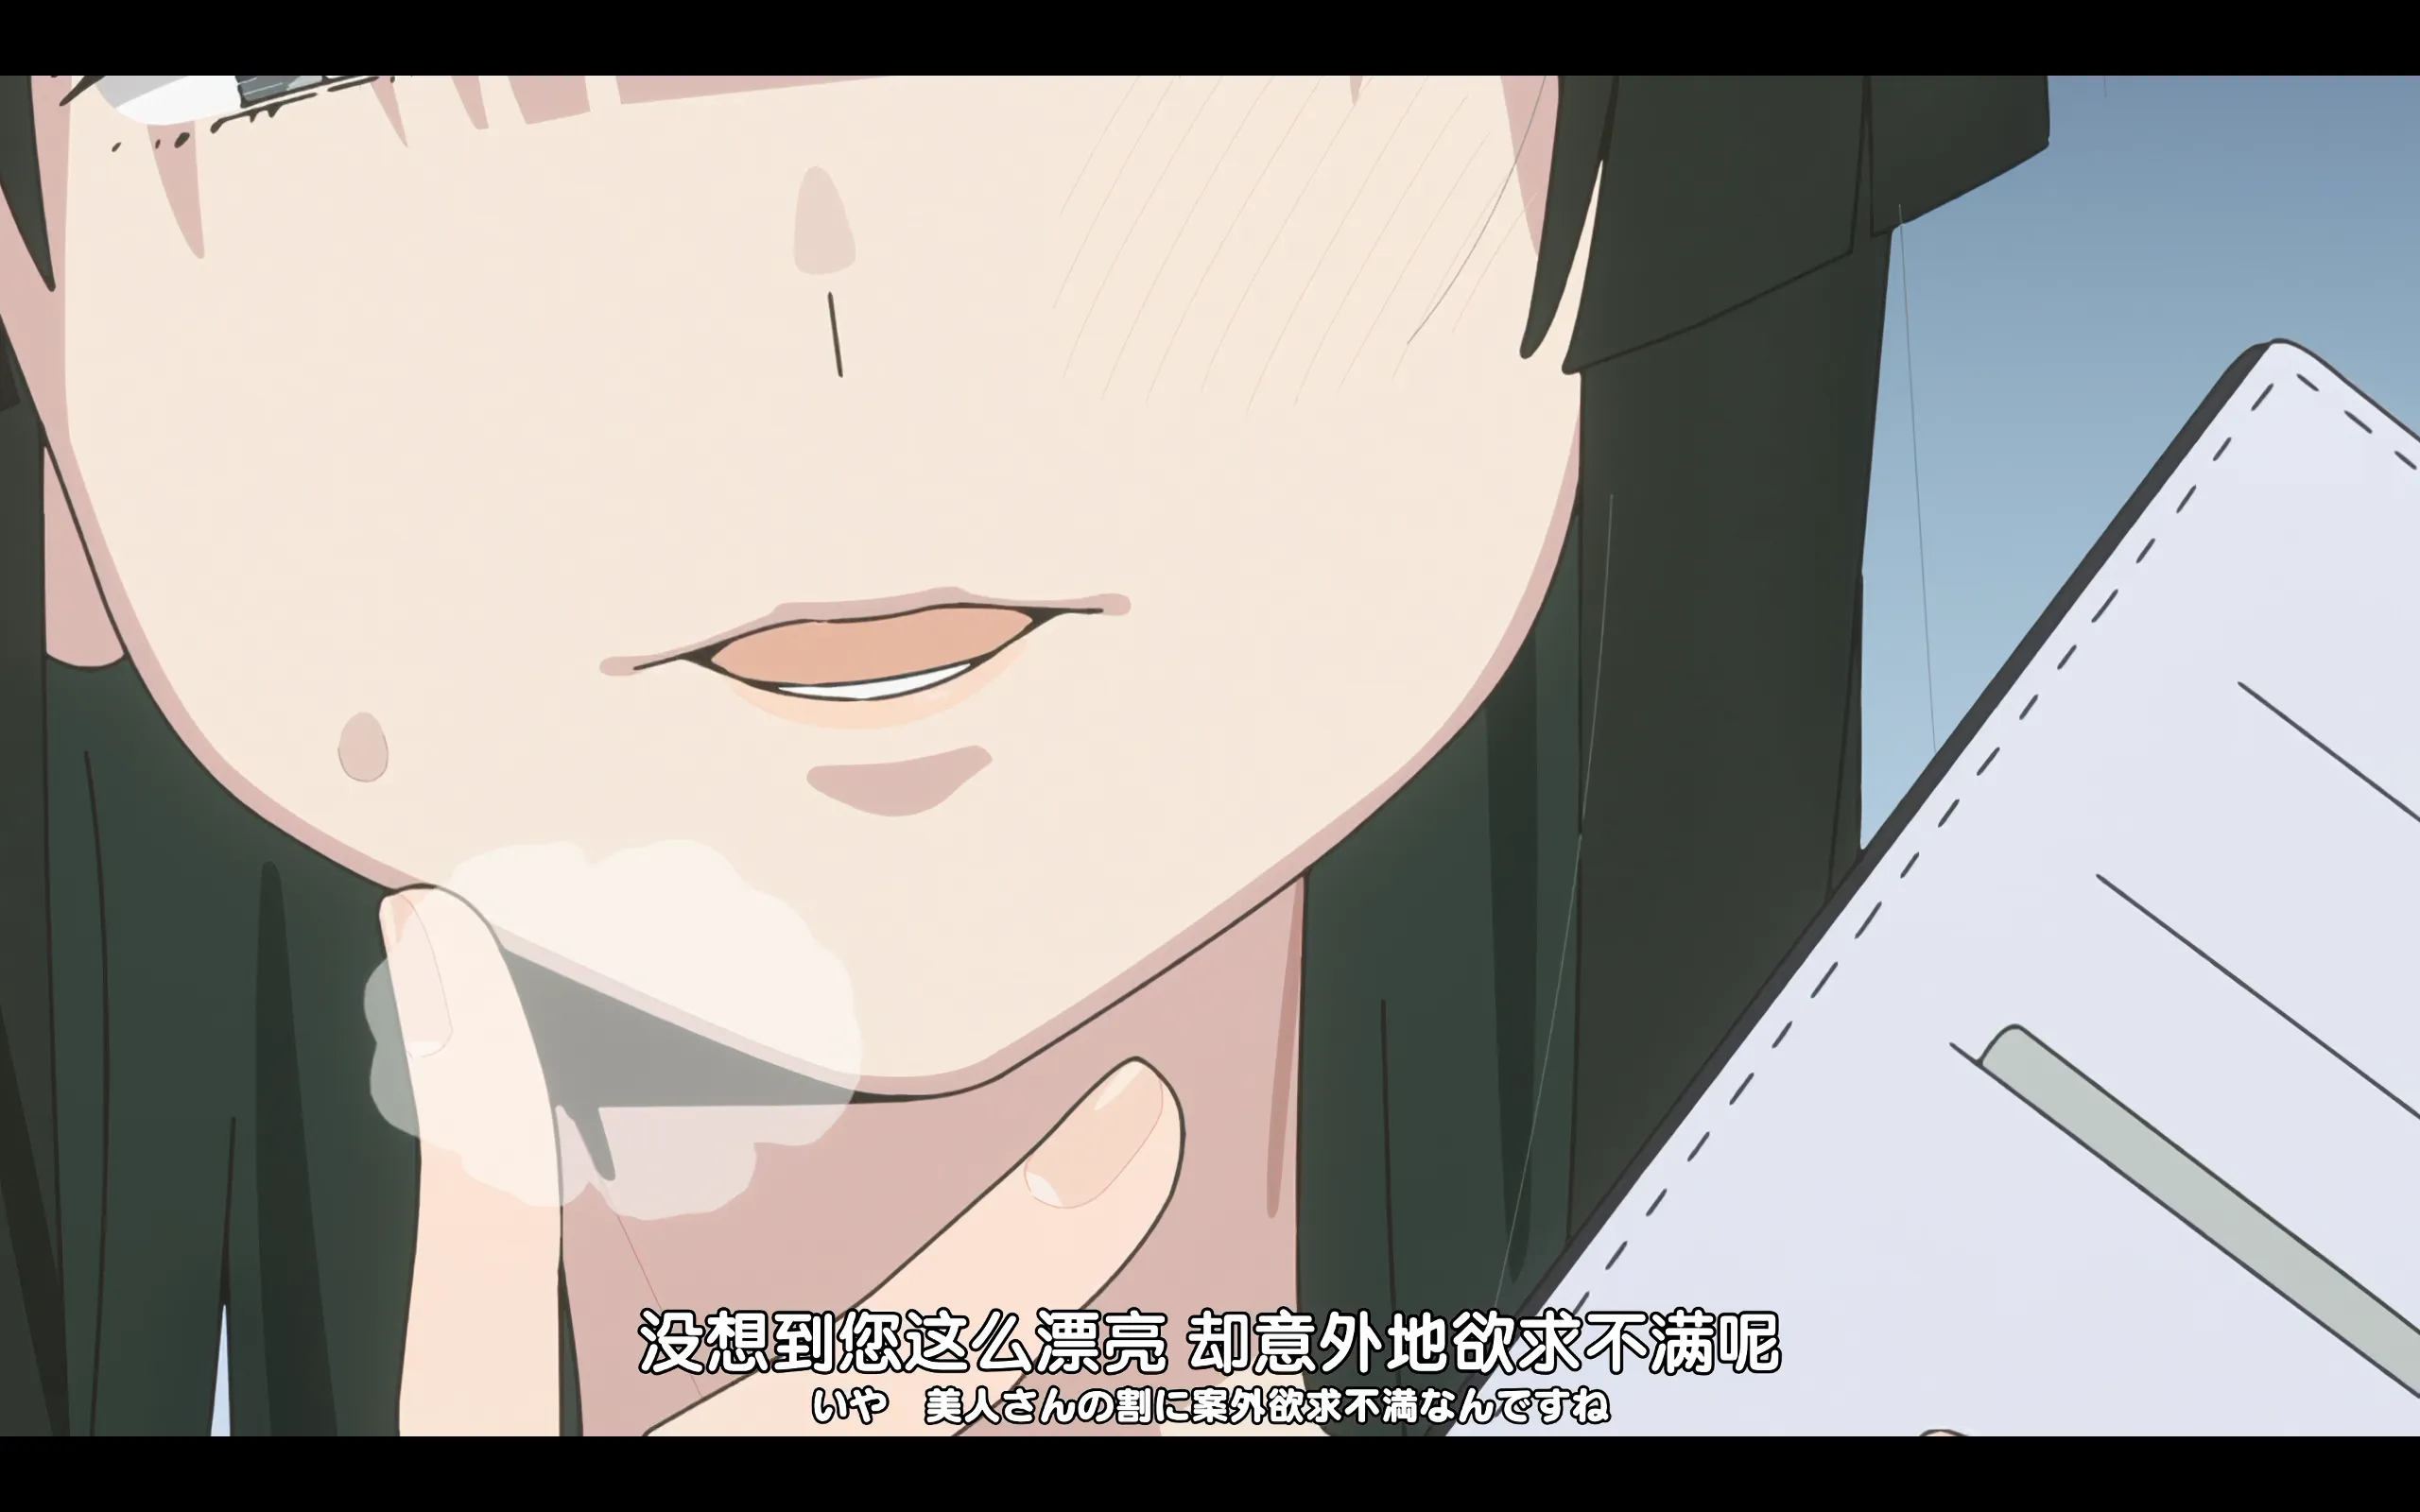 没想到您这么漂亮 却意外地欲求不满呢
いや　美人さんの割に案外欲求不満なんですね